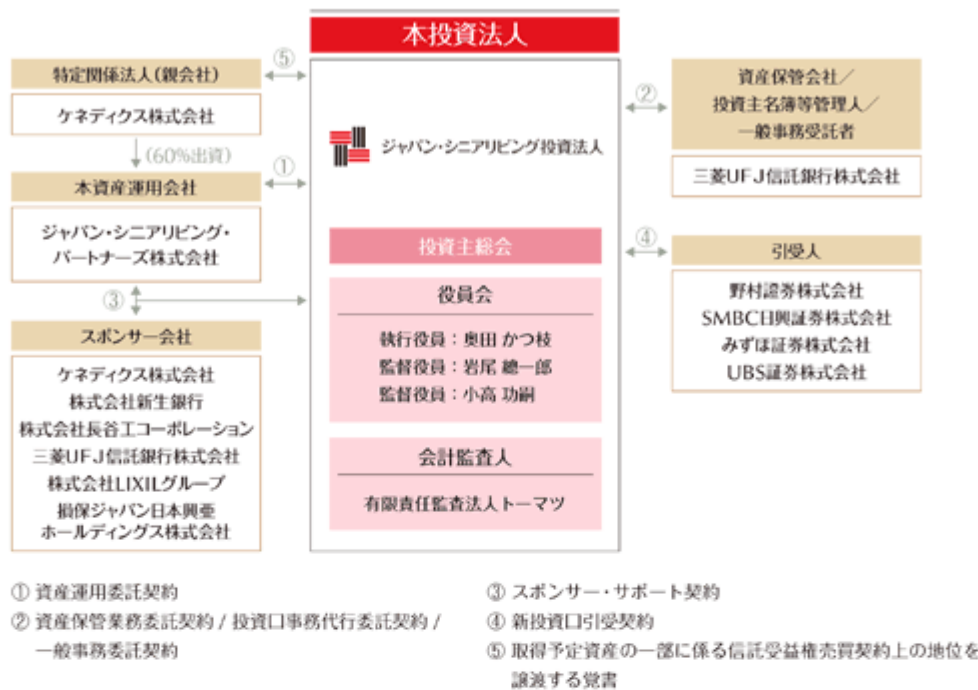 本投資法人
⑤
特定関係法人(親会社)
ケネディクス株式会社
(60%出資)
①
本資産運用会社
ジャパン・シニアリビング・
パートナーズ株式会社
③
スポンサー会社
ケネディクス株式会社
株式会社新生銀行
株式会社長谷工コーポレーション
三菱UFJ信託銀行株式会社
株式会社LIXILグループ
損保ジャパン日本興亜
ホールディングス株式会社
ジャパン・シニアリビング投資法人
投資主総会
役員会
執行役員:奥田 かつ枝
監督役員:岩尾 總一郎
監督役員:小高 功嗣
会計監査人
有限責任監査法人トーマツ
②
資産保管会社/
投資主名簿等管理人/
一般事務受託者
三菱UFJ信託銀行株式会社
④
引受人
野村證券株式会社
SMBC日興証券株式会社
みずほ証券株式会社
UBS証券株式会社
① 資産運用委託契約
② 資産保管業務委託契約 / 投資口事務代行委託契約 /
一般事務委託契約
③ スポンサー・サポート契約
④ 新投資口引受契約
⑤ 取得予定資産の一部に係る信託受益権売買契約上の地位を
譲渡する覚書